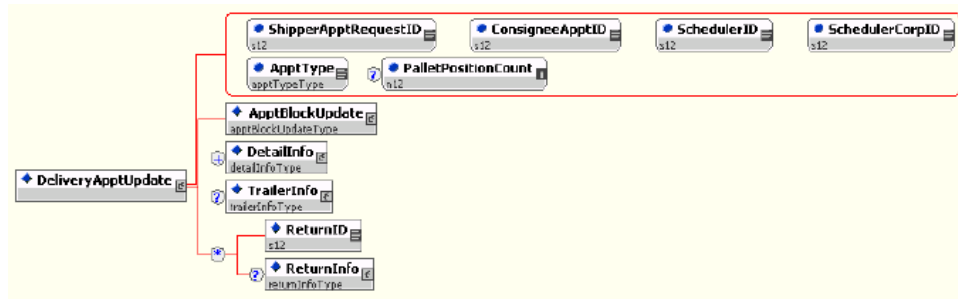 ShipperApptRequestID
s12
ConsigneeApptID
s12
SchedulerID
s12
SchedulerCorpID
s12
ApptType
apptTypeType
?
PalletPositionCount
n12
ApptBlockUpdate
apptBlockUpdateType
+
DetailInfo
detailInfoType
DeliveryApptUpdate
?
TrailerInfo
trailerInfoType
*
ReturnID
s12
?
ReturnInfo
returnInfoType